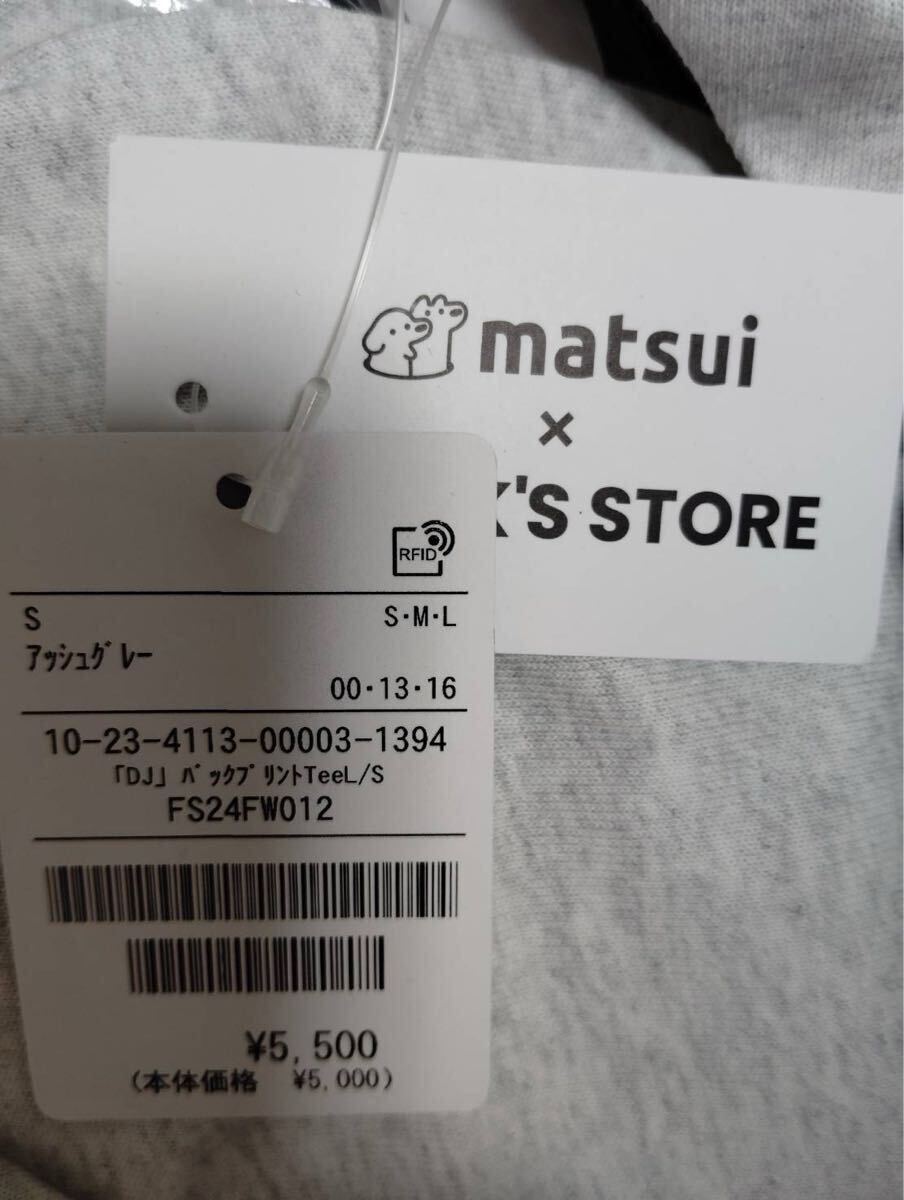 matsui
×
'S STORE
RFID
S S・M・L
ｱｯｼｭｸﾞﾚｰ
00・13・16
10-23-4113-00003-1394
｢DJ｣ﾊﾞｯｸﾌﾟﾘﾝﾄTeeL/S
FS24FW012
¥5,500
(本体価格 ¥5,000)